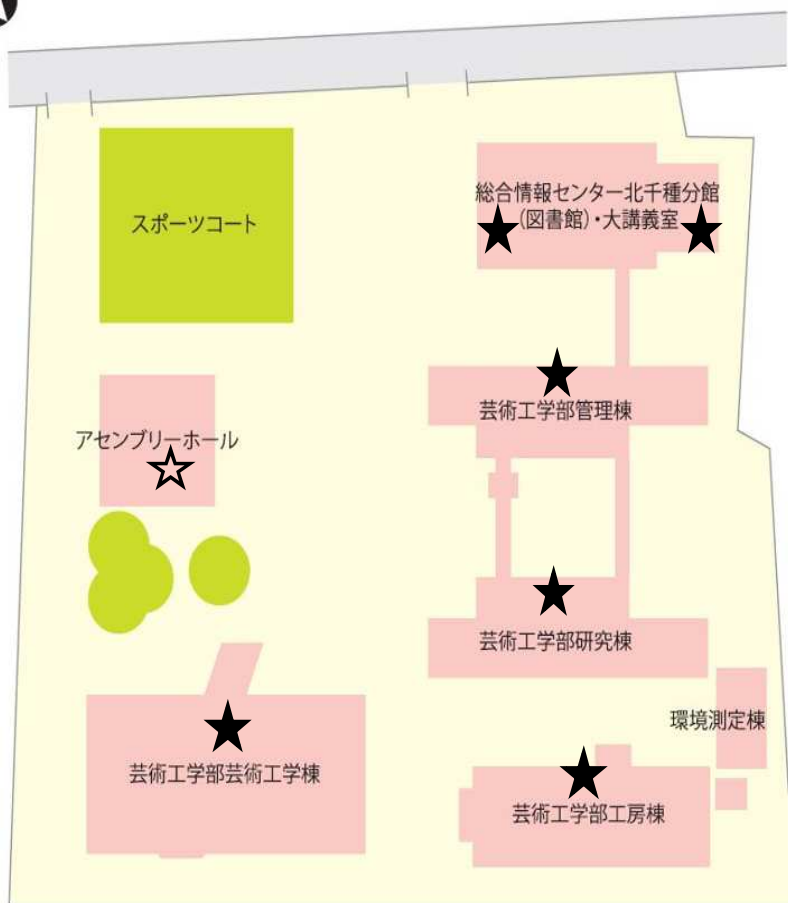 総合情報センター北千種分館
(図書館)・大講義室
スポーツコート
芸術工学部管理棟
アセンブリーホール
芸術工学部研究棟
環境測定棟
芸術工学部芸術工学棟
芸術工学部工房棟